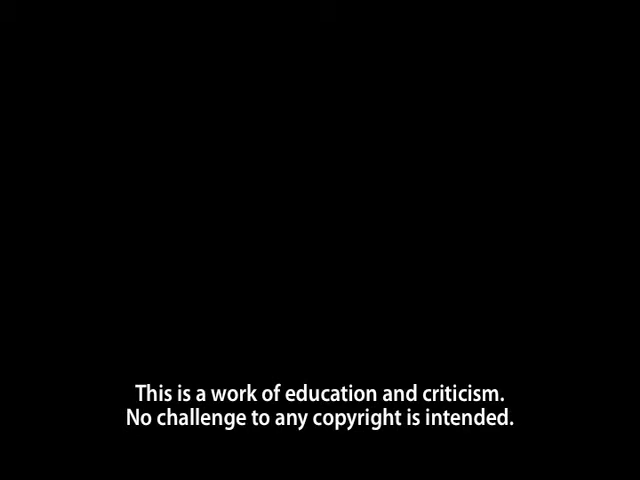 This is a work of education and criticism.
No challenge to any copyright is intended.